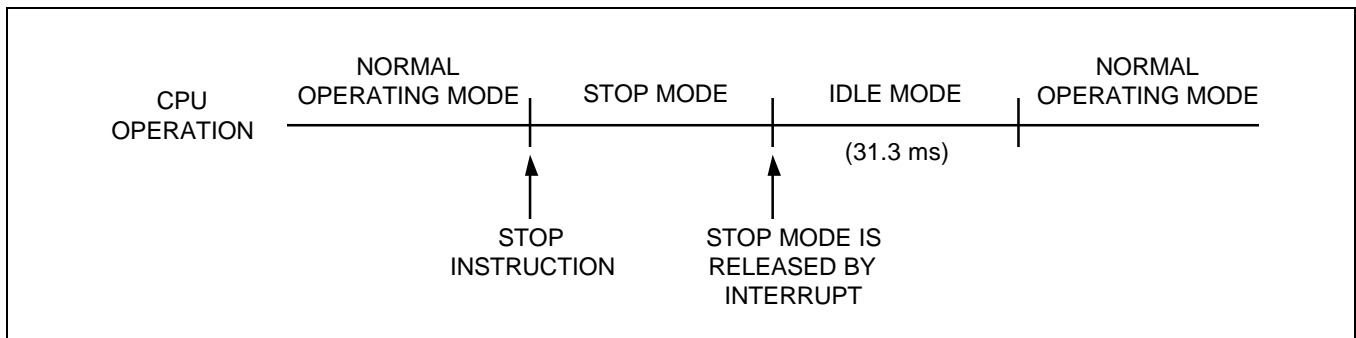 CPU
OPERATION
NORMAL
OPERATING MODE
STOP MODE
IDLE MODE
(31.3 ms)
NORMAL
OPERATING MODE
STOP
INSTRUCTION
STOP MODE IS
RELEASED BY
INTERRUPT